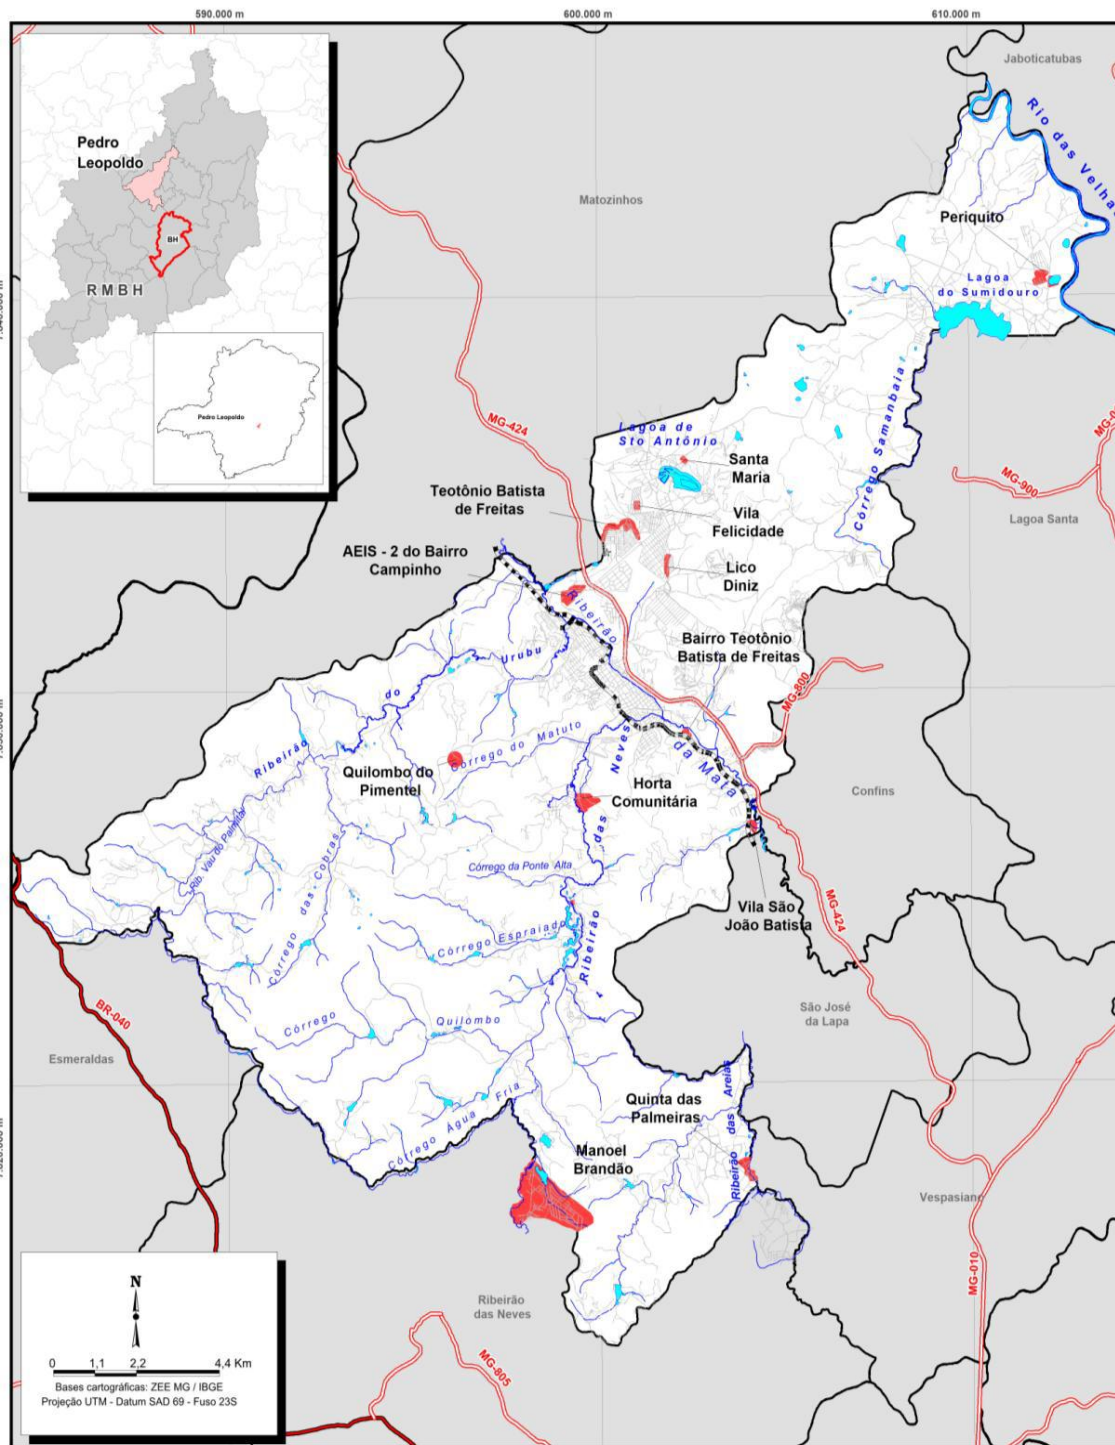 590.000 m
600.000 m
610.000 m
Pedro
Leopoldo
BH
RMBH
Pedro Leopoldo
Jaboticatubas
Rio das Velhas
Matozinhos
Periquito
Lagoa
do Sumidouro
MG-424
Lagoa de
Sto Antônio
Santa
Maria
Córrego Samanbaia
MG-900
Lagoa Santa
Teotônio Batista
de Freitas
Vila
Felicidade
AEIS - 2 do Bairro
Campinho
Lico
Diniz
Ribeirão
da Mata
Bairro Teotônio
Batista de Freitas
Ribeirão do Urubu
MG-800
Córrego do Matuto
Quilombo do
Pimentel
Horta
Comunitária
Confins
Ribeirão das Neves
Rib. Vau do Palmital
Córrego das Cobras
Córrego da Ponte Alta
Vila São
João Batista
MG-424
Córrego Espraiado
BR-040
Córrego Quilombo
São José
da Lapa
Esmeraldas
Córrego Água Fria
Quinta das
Palmeiras
Ribeirão das Areias
Manoel
Brandão
Vespasiano
MG-010
Ribeirão
das Neves
MG-805
N
0 1,1 2,2 4,4 Km
Bases cartográficas: ZEE MG / IBGE
Projeção UTM - Datum SAD 69 - Fuso 23S